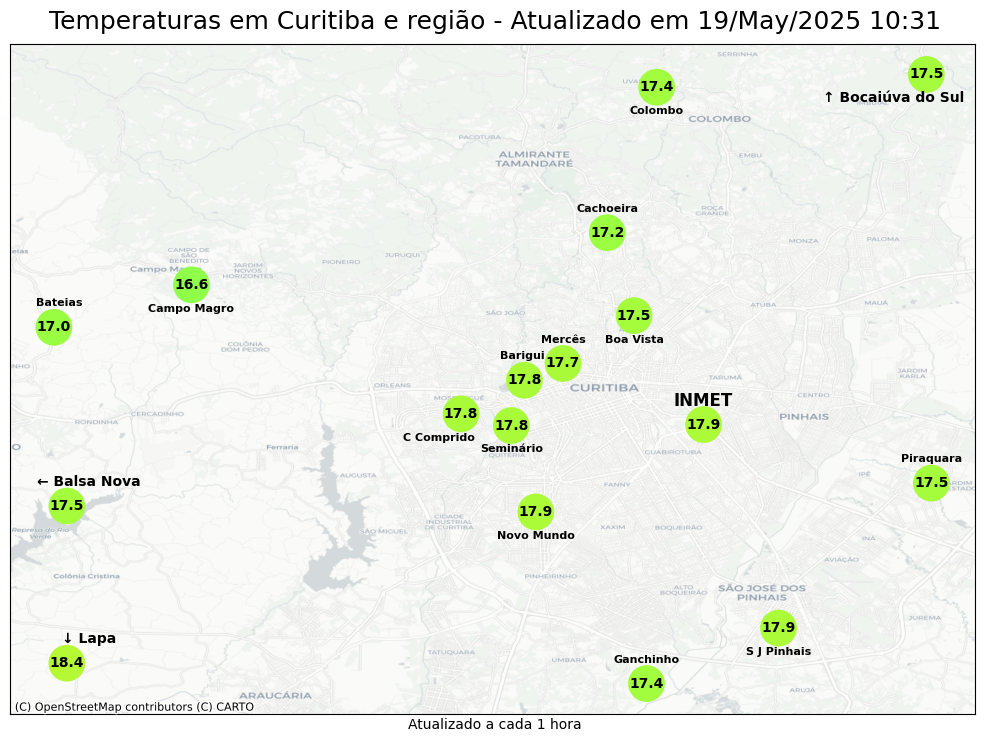 Temperaturas em Curitiba e região - Atualizado em 19/May/2025 10:31
SERRINHA
17.5
17.4
↑ Bocaiúva do Sul
Colombo
COLOMBO
PACOTUBA
ALMIRANTE
TAMANDARÉ
EMBU
Cachoeira
ROÇA
GRANDE
17.2
MONZA
PALOMA
CAMPO DE
SÃO
BENEDITO
JURUQUI
PIONEIRO
JARDIM
NOVOS
HORIZONTES
16.6
Campo Magro
Bateias
17.0
ATUBA
MAUÁ
SÃO JOÃO
17.5
Boa Vista
Mercês
17.7
COLÔNIA
DOM PEDRO
Barigui
17.8
JARDIM
KARLA
TARUMÃ
ORLEANS
CURITIBA
CENTRO
INMET
17.9
PINHAIS
17.8
C Comprido
17.8
Seminário
CERCADINHO
RONDINHA
Ferraria
GUABIROTUBA
Piraquara
17.5
IPÊ
AUGUSTA
FANNY
← Balsa Nova
17.5
17.9
Novo Mundo
CIDADE
INDUSTRIAL
DE CURITIBA
SÃO MIGUEL
XAXIM
BOQUEIRÃO
INÁ
Represa do Rio
Verde
AVIAÇÃO
Colônia Cristina
PINHEIRINHO
ALTO
BOQUEIRÃO
SÃO JOSÉ DOS
PINHAIS
JUREMA
17.9
S J Pinhais
↓ Lapa
18.4
TATUQUARA
UMBARÁ
Ganchinho
17.4
ARAUCÁRIA
ARUJÁ
(C) OpenStreetMap contributors (C) CARTO
Atualizado a cada 1 hora